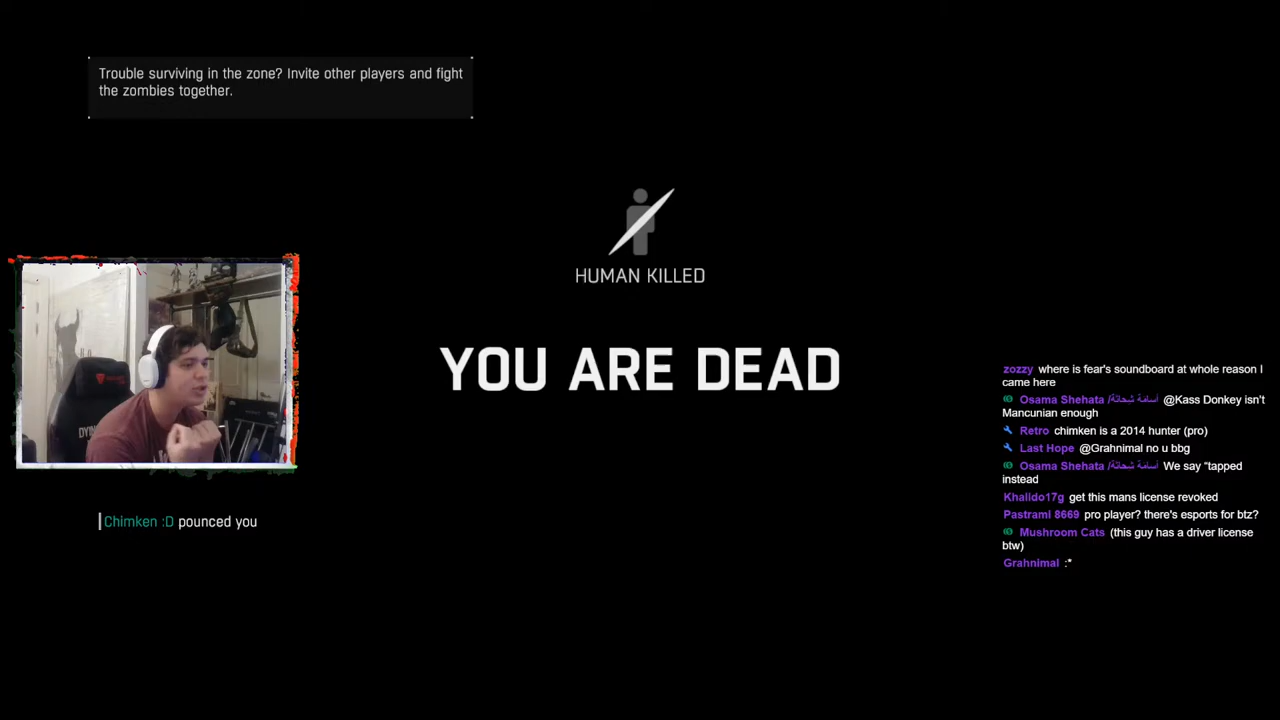 Trouble surviving in the zone? Invite other players and fight
the zombies together.
HUMAN KILLED
YOU ARE DEAD
DYIN
Chimken :D pounced you
zozzy where is fear's soundboard at whole reason I
came here
Osama Shehata / أسامة شحاتة @Kass Donkey isn't
Mancunian enough
Retro chimken is a 2014 hunter (pro)
Last Hope @Grahnimal no u bbg
Osama Shehata / أسامة شحاتة We say "tapped
instead
Khalldo17g get this mans license revoked
Pastrami 8669 pro player? there's esports for btz?
Mushroom Cats (this guy has a driver license
btw)
Grahnimal :*